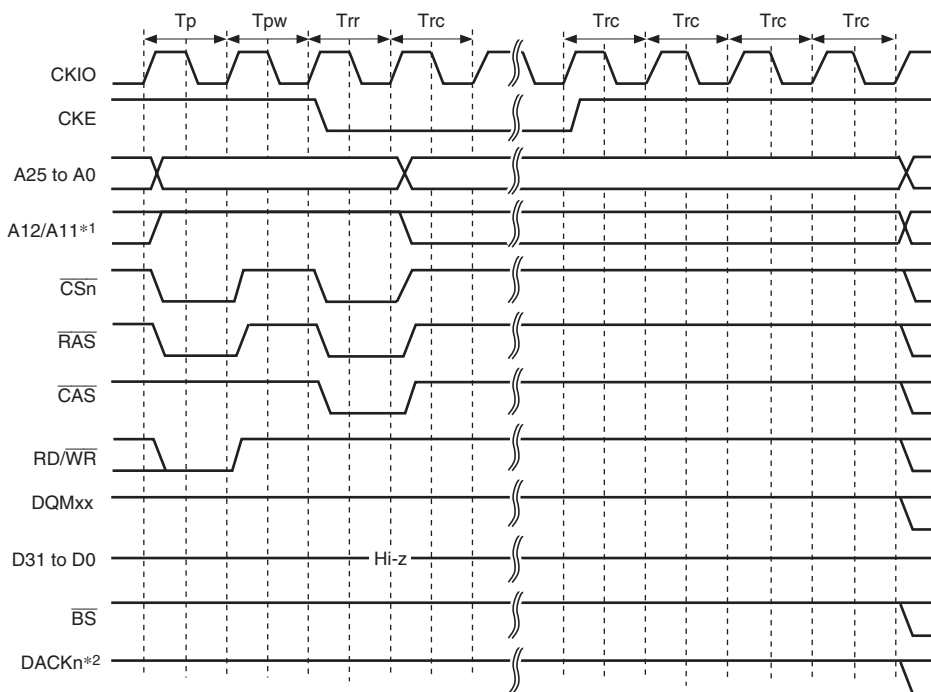 Tp Tpw Trr Trc Trc Trc Trc Trc
CKIO
CKE
A25 to A0
A12/A11*1
CSn
RAS
CAS
RD/WR
DQMxx
D31 to D0 Hi-z
BS
DACKn*2